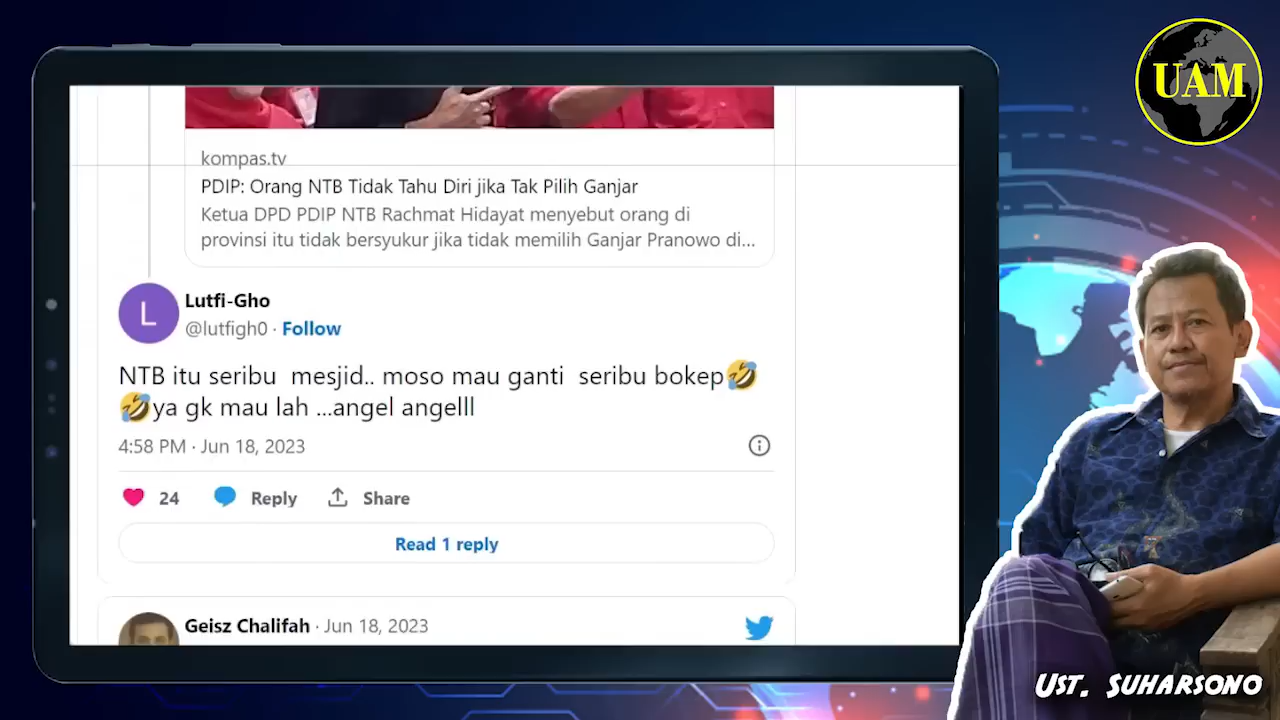 UAM
kompas.tv
PDIP: Orang NTB Tidak Tahu Diri jika Tak Pilih Ganjar
Ketua DPD PDIP NTB Rachmat Hidayat menyebut orang di
provinsi itu tidak bersyukur jika tidak memilih Ganjar Pranowo di...
L
Lutfi-Gho
@lutfigh0 · Follow
NTB itu seribu mesjid.. moso mau ganti seribu bokep🤣
🤣ya gk mau lah ...angel angelll
4:58 PM · Jun 18, 2023
24 Reply Share
Read 1 reply
Geisz Chalifah · Jun 18, 2023
Ust. Suharsono